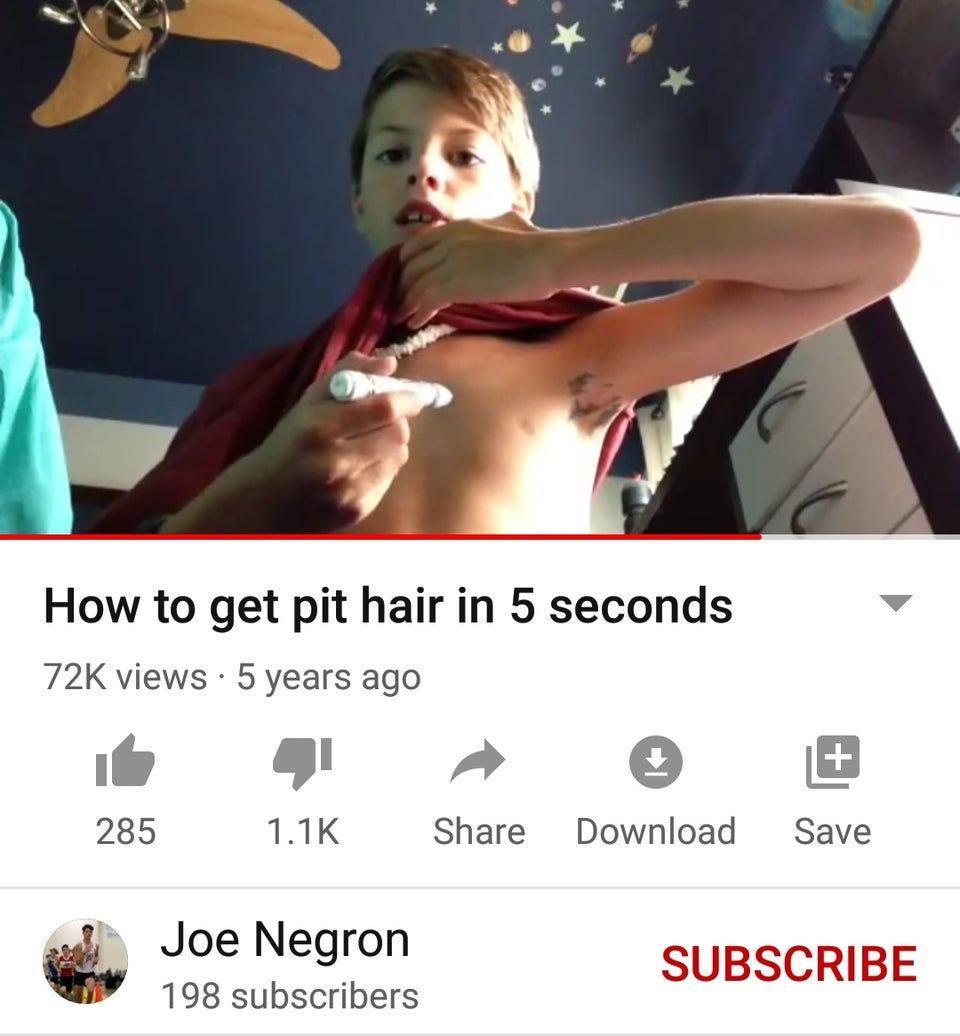 How to get pit hair in 5 seconds
72K views · 5 years ago
285 1.1K Share Download Save
Joe Negron SUBSCRIBE
198 subscribers